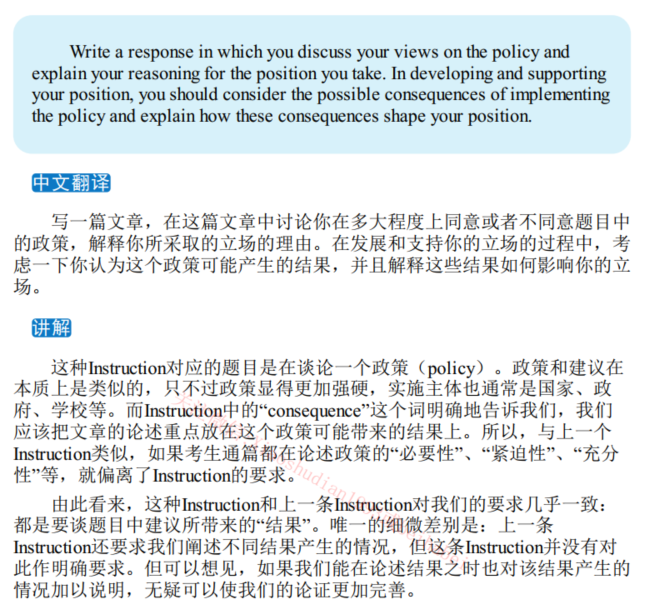 Write a response in which you discuss your views on the policy and
explain your reasoning for the position you take. In developing and supporting
your position, you should consider the possible consequences of implementing
the policy and explain how these consequences shape your position.
中文翻译
写一篇文章，在这篇文章中讨论你在多大程度上同意或者不同意题目中
的政策，解释你所采取的立场的理由。在发展和支持你的立场的过程中，考
虑一下你认为这个政策可能产生的结果，并且解释这些结果如何影响你的立
场。
讲解
这种Instruction对应的题目是在谈论一个政策（policy）。政策和建议在
本质上是类似的，只不过政策显得更加强硬，实施主体也通常是国家、政
府、学校等。而Instruction中的“consequence”这个词明确地告诉我们，我们
应该把文章的论述重点放在这个政策可能带来的结果上。所以，与上一个
Instruction类似，如果考生通篇都在论述政策的“必要性”、“紧迫性”、“充分
性”等，就偏离了Instruction的要求。
由此看来，这种Instruction和上一条Instruction对我们的要求几乎一致：
都是要谈题目中建议所带来的“结果”。唯一的细微差别是：上一条
Instruction还要求我们阐述不同结果产生的情况，但这条Instruction并没有对
此作明确要求。但可以想见，如果我们能在论述结果之时也对该结果产生的
情况加以说明，无疑可以使我们的论证更加完善。